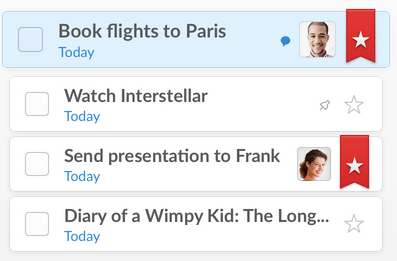 Book flights to Paris
Today
Watch Interstellar
Today
Send presentation to Frank
Today
Diary of a Wimpy Kid: The Long...
Today